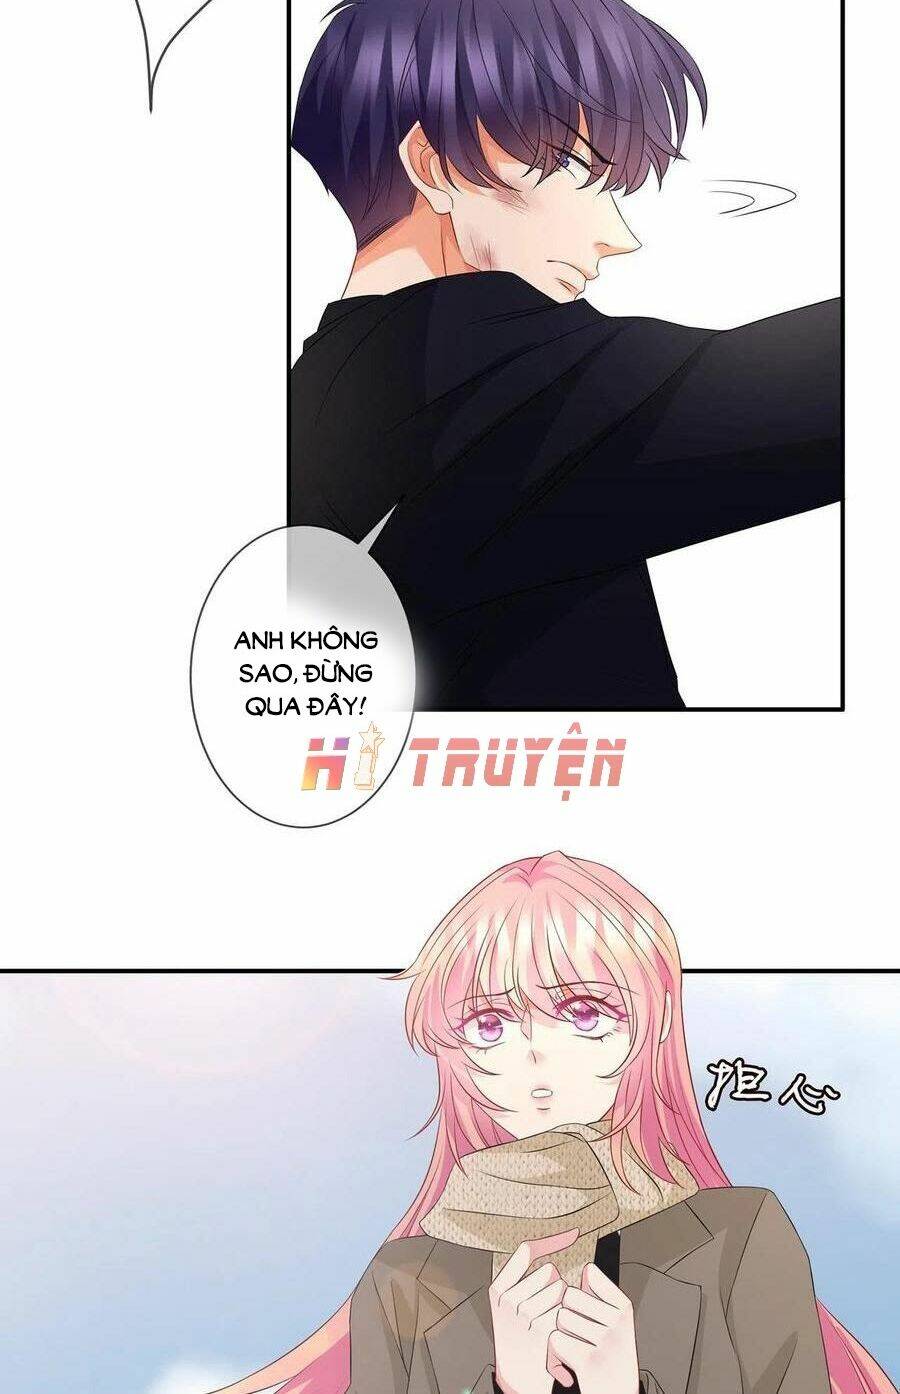 ANH KHÔNG
SAO, ĐỪNG
QUA ĐÂY!
HI TRUYỆN
担心